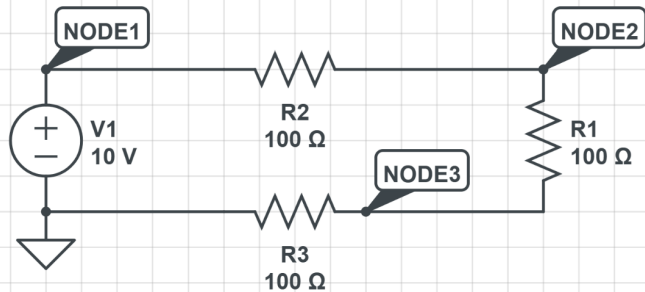 NODE1
NODE2
R2
100 Ω
+
−
V1
10 V
R1
100 Ω
NODE3
R3
100 Ω